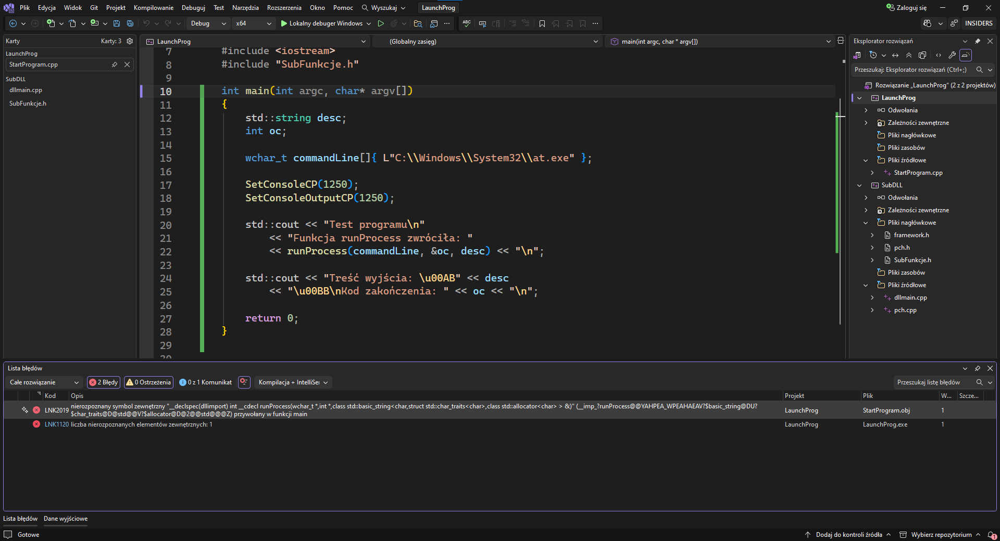 Plik Edycja Widok Git Projekt Kompilowanie Debuguj Test Narzędzia Rozszerzenia Okno Pomoc Wyszukaj LaunchProg Zaloguj się
Debug x64 Lokalny debuger Windows INSIDERS
Karty Karty: 3
LaunchProg
StartProgram.cpp
SubDLL
dllmain.cpp
SubFunkcje.h
LaunchProg (Globalny zasięg) main(int argc, char * argv[])
7 #include <iostream>
8 #include "SubFunkcje.h"
9
10 int main(int argc, char* argv[])
11 {
12 std::string desc;
13 int oc;
14
15 wchar_t commandLine[]{ L"C:\\Windows\\System32\\at.exe" };
16
17 SetConsoleCP(1250);
18 SetConsoleOutputCP(1250);
19
20 std::cout << "Test programu\n"
21 << "Funkcja runProcess zwróciła: "
22 << runProcess(commandLine, &oc, desc) << "\n";
23
24 std::cout << "Treść wyjścia: \u00AB" << desc
25 << "\u00BB\nKod zakończenia: " << oc << "\n";
26
27 return 0;
28 }
29
30
Eksplorator rozwiązań
Przeszukaj: Eksplorator rozwiązań (Ctrl+;)
Rozwiązanie „LaunchProg” (2 z 2 projektów)
LaunchProg
Odwołania
Zależności zewnętrzne
Pliki nagłówkowe
Pliki zasobów
Pliki źródłowe
StartProgram.cpp
SubDLL
Odwołania
Zależności zewnętrzne
Pliki nagłówkowe
framework.h
pch.h
SubFunkcje.h
Pliki zasobów
Pliki źródłowe
dllmain.cpp
pch.cpp
Lista błędów
Całe rozwiązanie 2 Błędy 0 Ostrzeżenia 0 z 1 Komunikat Kompilacja + IntelliSe Przeszukaj listę błędów
Kod Opis Projekt Plik W... Szcze...
LNK2019 nierozpoznany symbol zewnętrzny "__declspec(dllimport) int __cdecl runProcess(wchar_t *,int *,class std::basic_string<char,struct std::char_traits<char>,class std::allocator<char> > &)" (__imp_?runProcess@@YAHPEA_WPEAHAEAV?$basic_string@DU?
$char_traits@D@std@@V?$allocator@D@2@@std@@@Z) przywołany w funkcji main LaunchProg StartProgram.obj 1
LNK1120 liczba nierozpoznanych elementów zewnętrznych: 1 LaunchProg LaunchProg.exe 1
Lista błędów Dane wyjściowe
Gotowe Dodaj do kontroli źródła Wybierz repozytorium 1